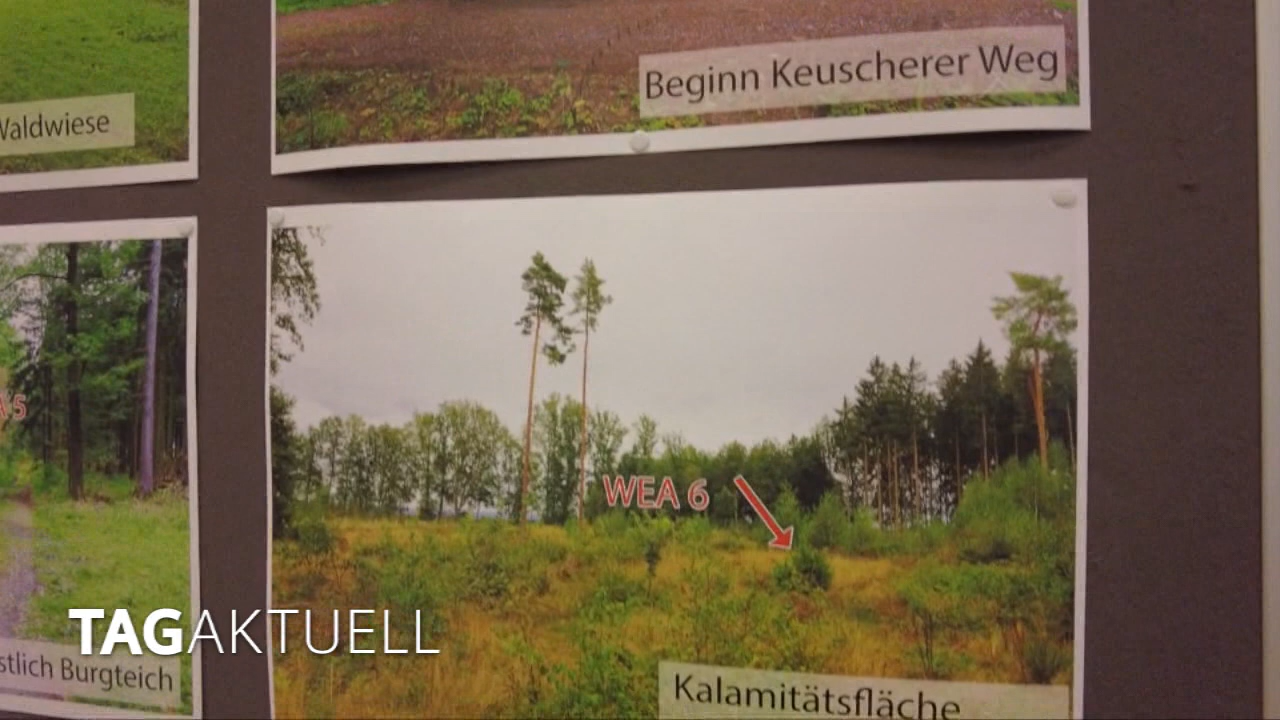 Waldwiese
Beginn Keuscherer Weg
WEA 6
TAGAKTUELL
Burgteich
Kalamitätsfläche